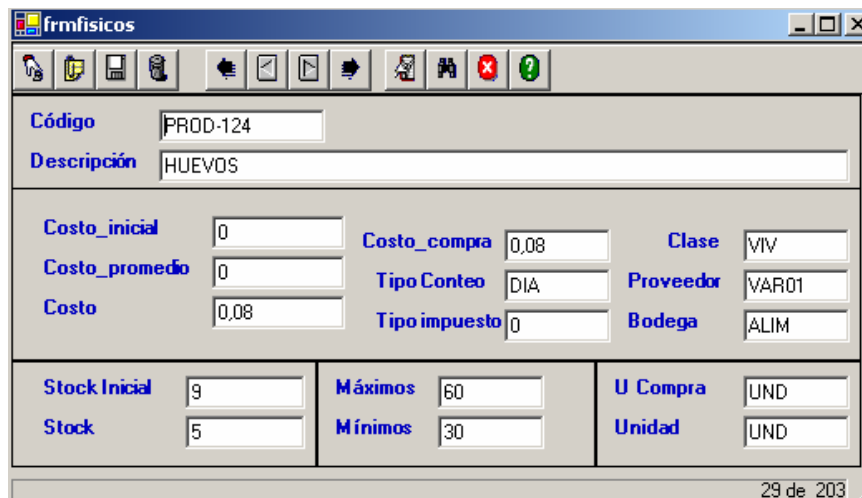 frmfisicos
Código PROD-124
Descripción HUEVOS
Costo_inicial 0 Costo_compra 0,08 Clase VIV
Costo_promedio 0 Tipo Conteo DIA Proveedor VAR01
Costo 0,08 Tipo impuesto 0 Bodega ALIM
Stock Inicial 9 Máximos 60 U Compra UND
Stock 5 Mínimos 30 Unidad UND
29 de 203